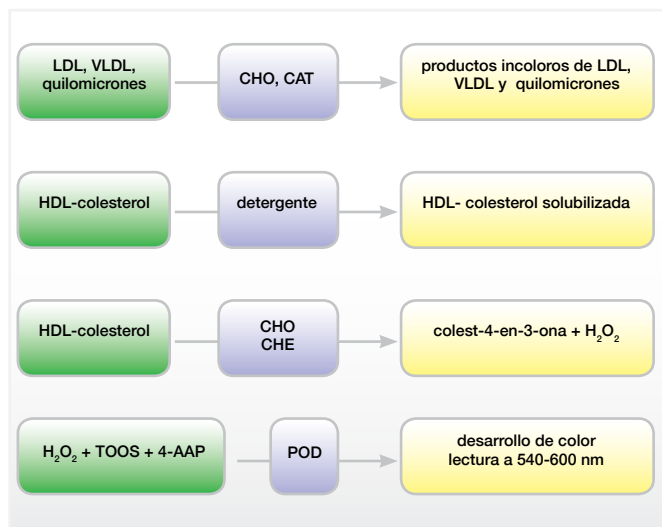 LDL, VLDL,
quilomicrones
CHO, CAT
productos incoloros de LDL,
VLDL y quilomicrones
HDL-colesterol
detergente
HDL- colesterol solubilizada
HDL-colesterol
CHO
CHE
colest-4-en-3-ona + H₂O₂
H₂O₂ + TOOS + 4-AAP
POD
desarrollo de color
lectura a 540-600 nm